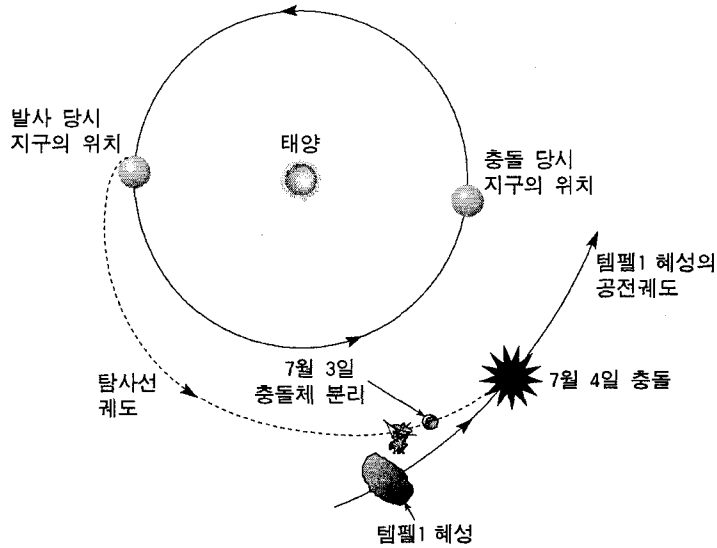 발사 당시
지구의 위치
태양
충돌 당시
지구의 위치
템펠1 혜성의
공전궤도
7월 3일
충돌체 분리
탐사선
궤도
7월 4일 충돌
템펠1 혜성